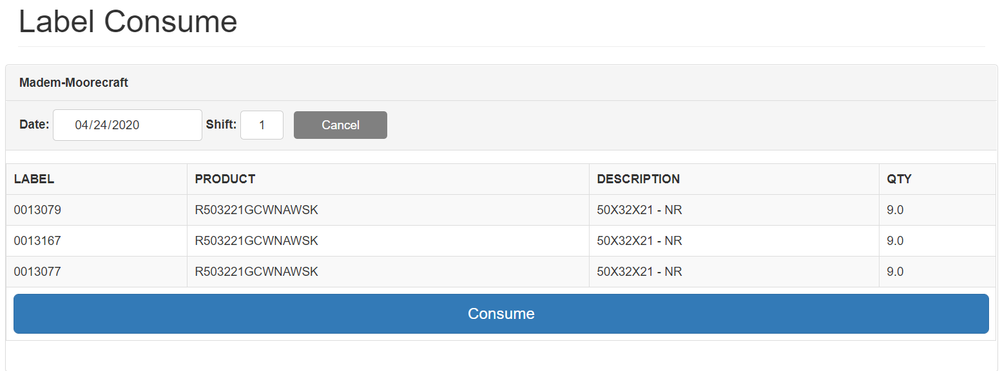 Label Consume
Madem-Moorecraft
Date: 04/24/2020 Shift: 1 Cancel
LABEL PRODUCT DESCRIPTION QTY
0013079 R503221GCWNAWSK 50X32X21 - NR 9.0
0013167 R503221GCWNAWSK 50X32X21 - NR 9.0
0013077 R503221GCWNAWSK 50X32X21 - NR 9.0
Consume